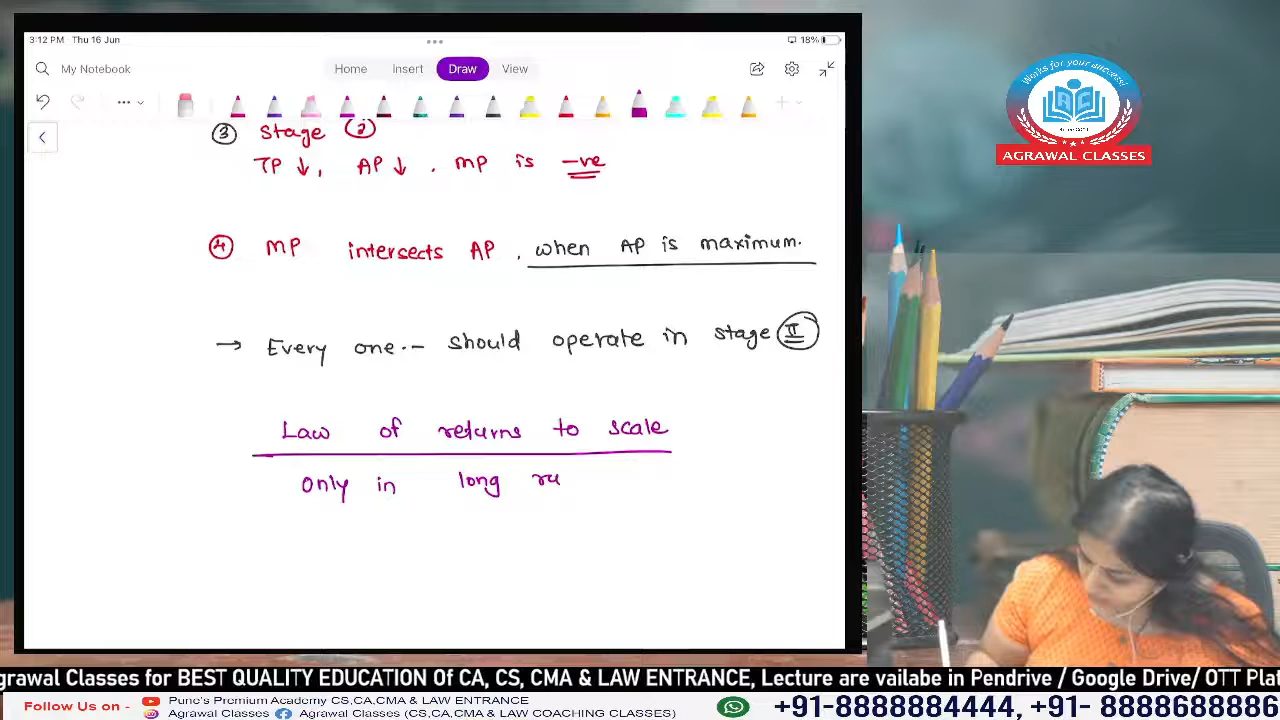 3:12 PM Thu 16 Jun
18%
My Notebook
Home Insert Draw View
③ Stage ③
TP ↓, AP ↓. MP is -ve
④ MP intersects AP, when AP is maximum.
→ Every one.- should operate in stage II
Law of returns to scale
only in long ru
Works for your success!
AGRAWAL CLASSES
grawal Classes for BEST QUALITY EDUCATION Of CA, CS, CMA & LAW ENTRANCE, Lecture are vailabe in Pendrive / Google Drive/ OTT Plat
Follow Us on - Pune's Premium Academy CS,CA,CMA & LAW ENTRANCE
Agrawal Classes Agrawal Classes (CS,CA,CMA & LAW COACHING CLASSES)
+91-8888884444, +91- 8888688886